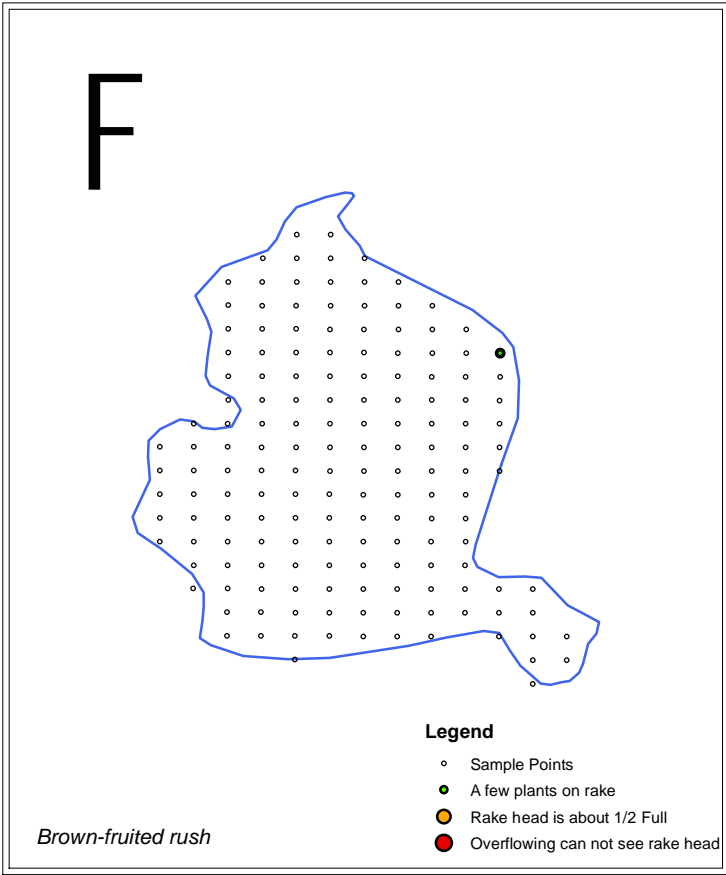 F
Legend
Sample Points
A few plants on rake
Rake head is about 1/2 Full
Overflowing can not see rake head
Brown-fruited rush